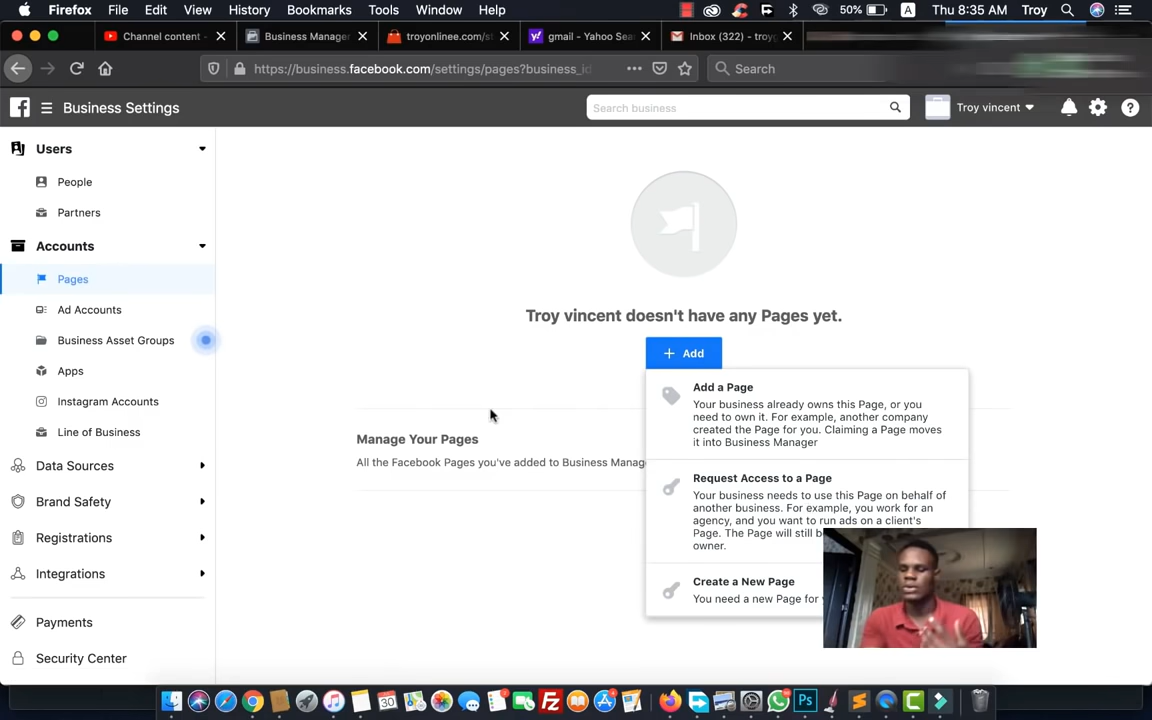 Firefox File Edit View History Bookmarks Tools Window Help 50% A Thu 8:35 AM Troy
Channel content - Business Manager troyonlinee.com/s gmail - Yahoo Sea Inbox (322) - troyg
https://business.facebook.com/settings/pages?business_id Search
Business Settings Search business Troy vincent
Users
People
Partners
Accounts
Pages
Ad Accounts
Business Asset Groups
Apps
Instagram Accounts
Line of Business
Data Sources
Brand Safety
Registrations
Integrations
Payments
Security Center
Troy vincent doesn't have any Pages yet.
+ Add
Add a Page
Your business already owns this Page, or you
need to own it. For example, another company
created the Page for you. Claiming a Page moves
it into Business Manager
Request Access to a Page
Your business needs to use this Page on behalf of
another business. For example, you work for an
agency, and you want to run ads on a client's
Page. The Page will still b
owner.
Create a New Page
You need a new Page for
Manage Your Pages
All the Facebook Pages you've added to Business Manag